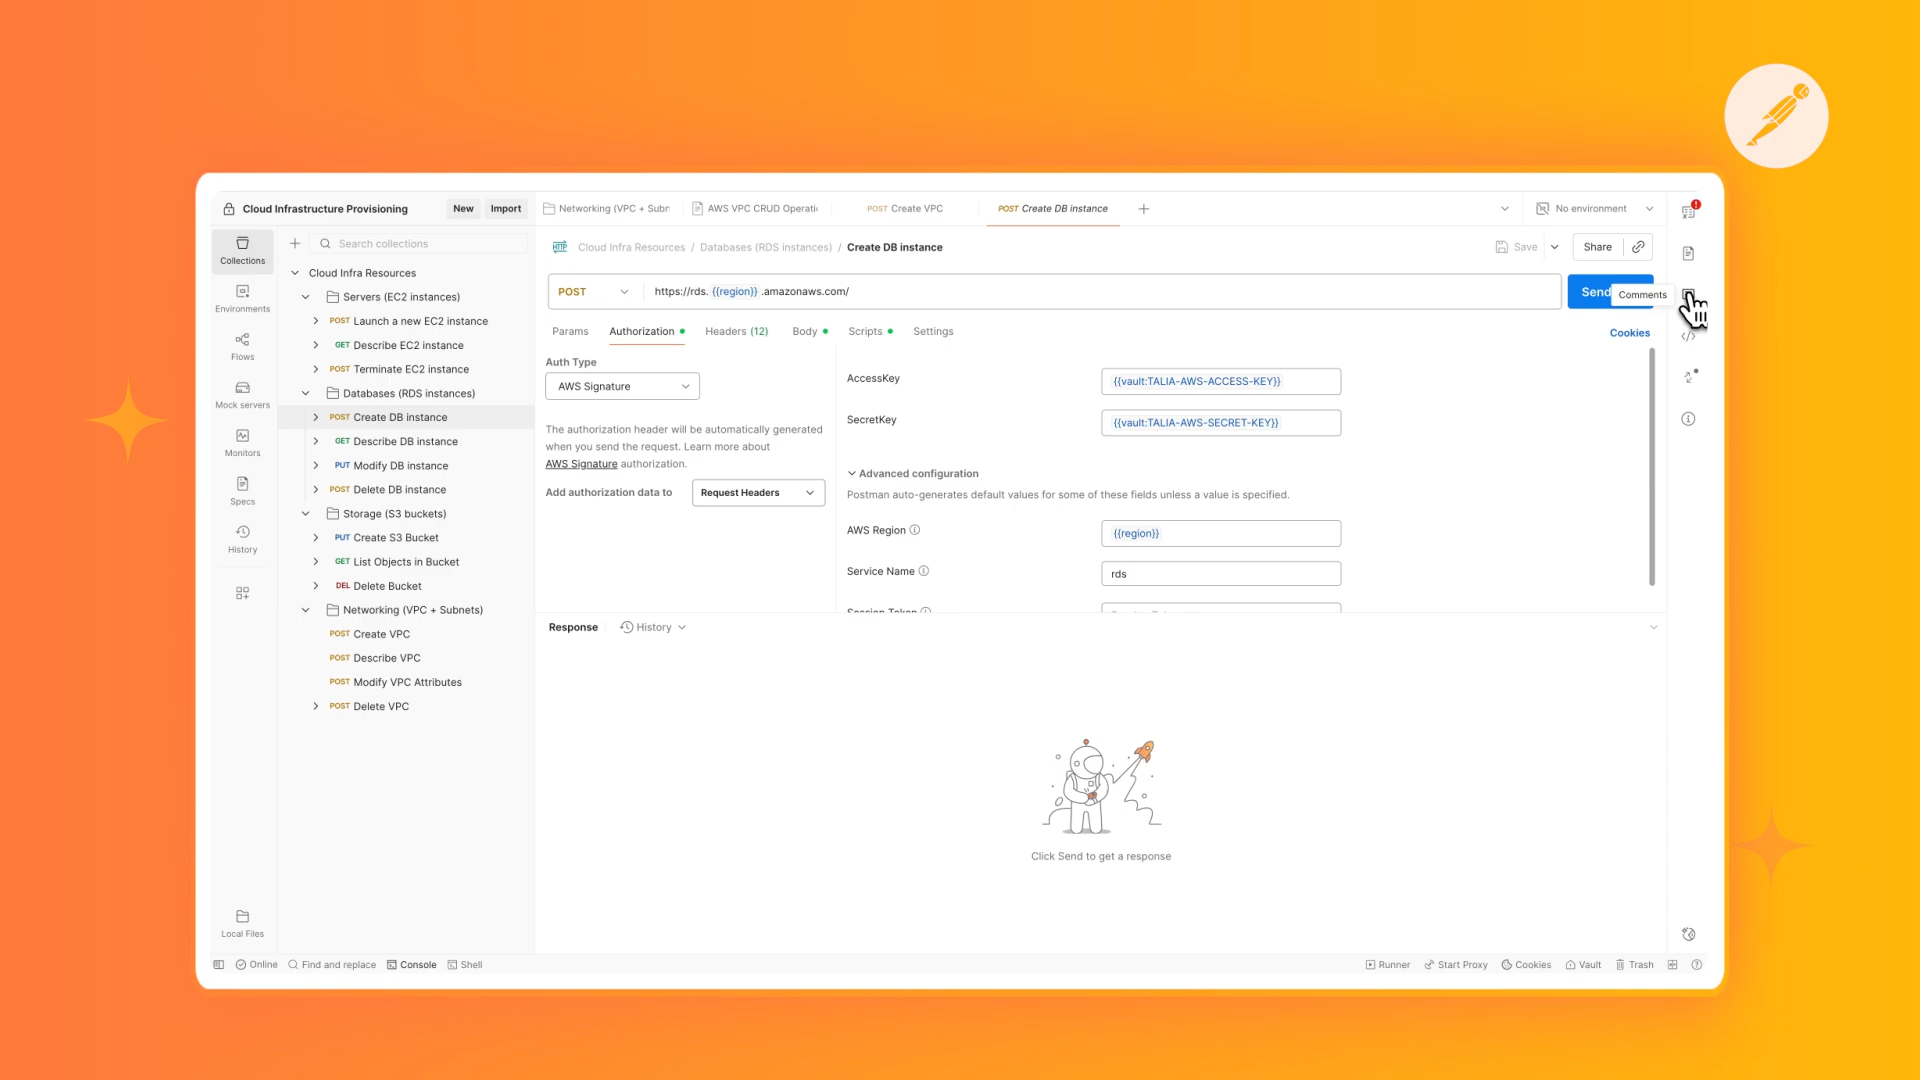 Cloud Infrastructure Provisioning
New
Import
Networking (VPC + Subr
AWS VPC CRUD Operati
POST Create VPC
POST Create DB instance
No environment
Collections
Environments
Flows
Mock servers
Monitors
Specs
History
Local Files
Search collections
Cloud Infra Resources
Servers (EC2 instances)
POST Launch a new EC2 instance
GET Describe EC2 instance
POST Terminate EC2 instance
Databases (RDS instances)
POST Create DB instance
GET Describe DB instance
PUT Modify DB instance
POST Delete DB instance
Storage (S3 buckets)
PUT Create S3 Bucket
GET List Objects in Bucket
DEL Delete Bucket
Networking (VPC + Subnets)
POST Create VPC
POST Describe VPC
POST Modify VPC Attributes
POST Delete VPC
HTTP
Cloud Infra Resources / Databases (RDS instances) / Create DB instance
Save
Share
POST
https://rds. {{region}} .amazonaws.com/
Send
Comments
Params
Authorization
Headers (12)
Body
Scripts
Settings
Cookies
Auth Type
AWS Signature
The authorization header will be automatically generated
when you send the request. Learn more about
AWS Signature authorization.
Add authorization data to
Request Headers
AccessKey
{{vault:TALIA-AWS-ACCESS-KEY}}
SecretKey
{{vault:TALIA-AWS-SECRET-KEY}}
Advanced configuration
Postman auto-generates default values for some of these fields unless a value is specified.
AWS Region
{{region}}
Service Name
rds
Session Token
Response
History
Click Send to get a response
Online
Find and replace
Console
Shell
Runner
Start Proxy
Cookies
Vault
Trash